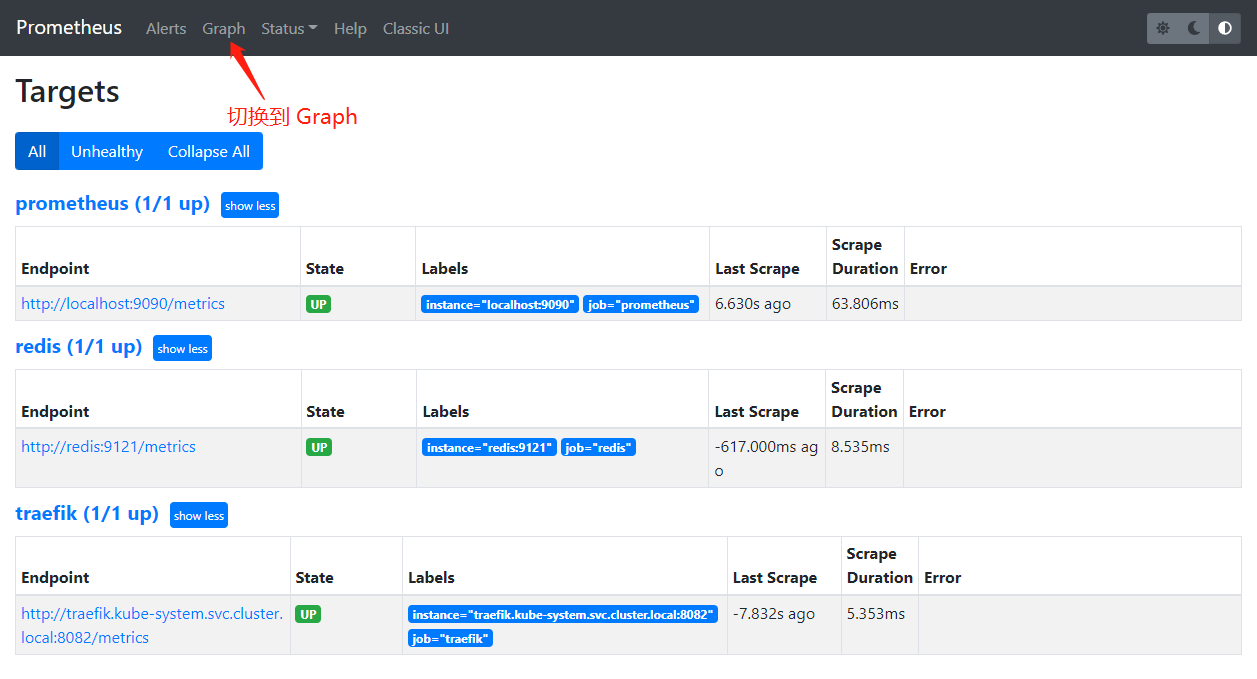 Prometheus Alerts Graph Status Help Classic UI
Targets
切换到 Graph
All Unhealthy Collapse All
prometheus (1/1 up) show less
Endpoint State Labels Last Scrape Scrape Duration Error
http://localhost:9090/metrics UP instance="localhost:9090" job="prometheus" 6.630s ago 63.806ms
redis (1/1 up) show less
Endpoint State Labels Last Scrape Scrape Duration Error
http://redis:9121/metrics UP instance="redis:9121" job="redis" -617.000ms ago 8.535ms
traefik (1/1 up) show less
Endpoint State Labels Last Scrape Scrape Duration Error
http://traefik.kube-system.svc.cluster.local:8082/metrics UP instance="traefik.kube-system.svc.cluster.local:8082" job="traefik" -7.832s ago 5.353ms